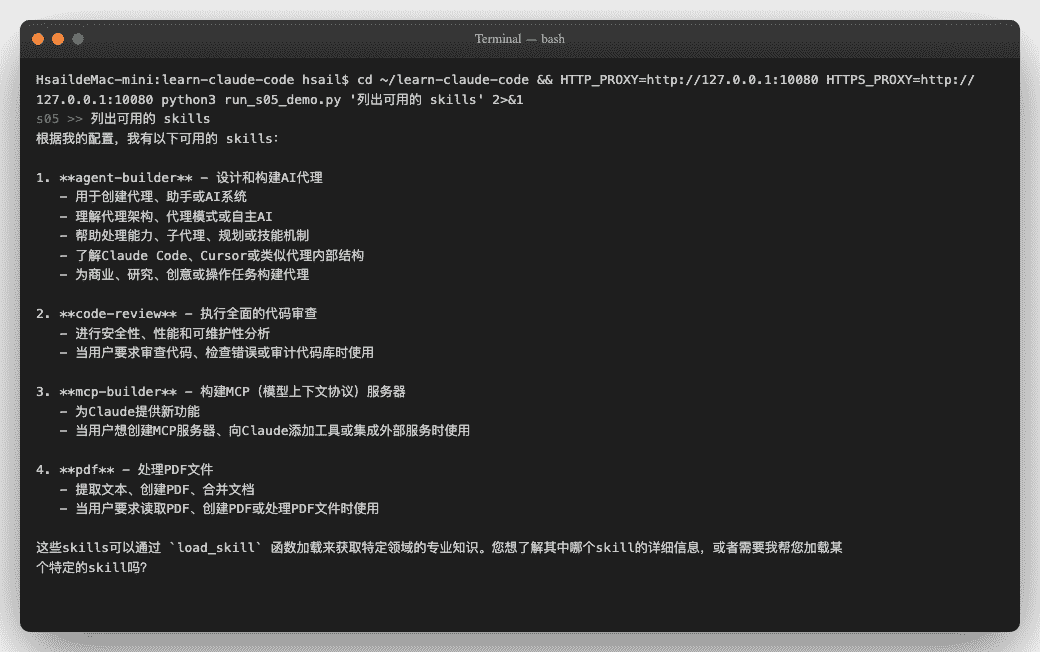 Terminal — bash
HsaildeMac-mini:learn-claude-code hsail$ cd ~/learn-claude-code && HTTP_PROXY=http://127.0.0.1:10080 HTTPS_PROXY=http://
127.0.0.1:10080 python3 run_s05_demo.py '列出可用的 skills' 2>&1
s05 >> 列出可用的 skills
根据我的配置，我有以下可用的 skills：
1. **agent-builder** - 设计和构建AI代理
- 用于创建代理、助手或AI系统
- 理解代理架构、代理模式或自主AI
- 帮助处理能力、子代理、规划或技能机制
- 了解Claude Code、Cursor或类似代理内部结构
- 为商业、研究、创意或操作任务构建代理
2. **code-review** - 执行全面的代码审查
- 进行安全性、性能和可维护性分析
- 当用户要求审查代码、检查错误或审计代码库时使用
3. **mcp-builder** - 构建MCP（模型上下文协议）服务器
- 为Claude提供新功能
- 当用户想创建MCP服务器、向Claude添加工具或集成外部服务时使用
4. **pdf** - 处理PDF文件
- 提取文本、创建PDF、合并文档
- 当用户要求读取PDF、创建PDF或处理PDF文件时使用
这些skills可以通过 `load_skill` 函数加载来获取特定领域的专业知识。您想了解其中哪个skill的详细信息，或者需要我帮您加载某
个特定的skill吗？